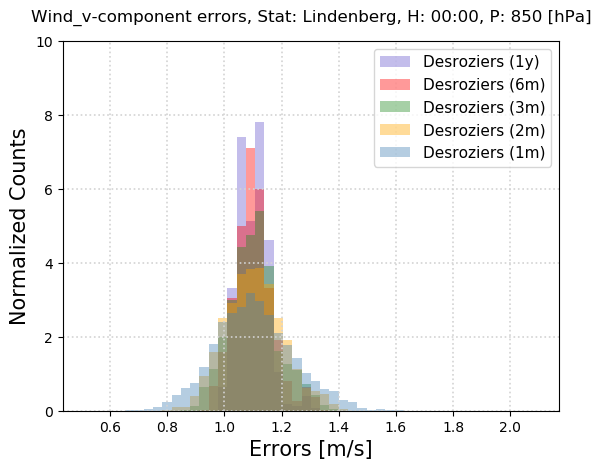 Wind_v-component errors, Stat: Lindenberg, H: 00:00, P: 850 [hPa]
10
8
6
4
2
0
Normalized Counts
Desroziers (1y)
Desroziers (6m)
Desroziers (3m)
Desroziers (2m)
Desroziers (1m)
0.6 0.8 1.0 1.2 1.4 1.6 1.8 2.0
Errors [m/s]